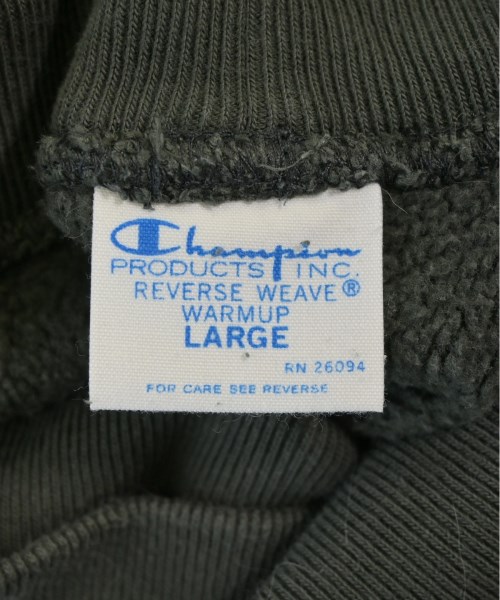 Champion
PRODUCTS INC.
REVERSE WEAVE®
WARMUP
LARGE
RN 26094
FOR CARE SEE REVERSE